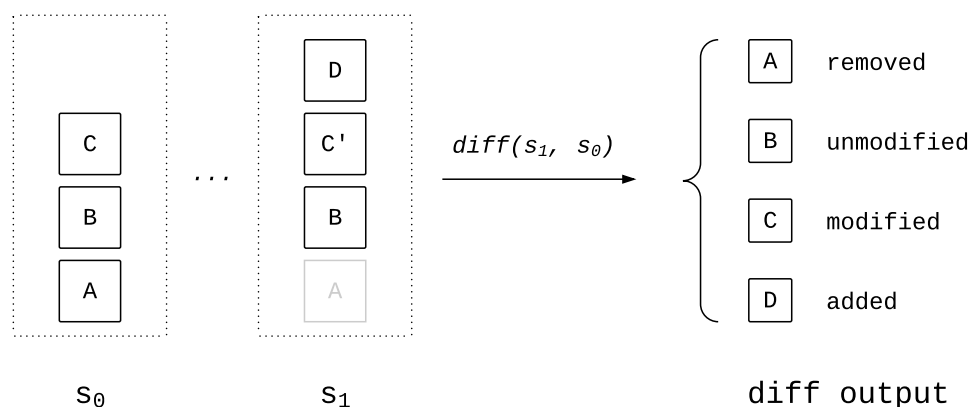 D
A removed
C
C'
diff(s₁, s₀)
B unmodified
...
B
B
C modified
A
A
D added
s₀
s₁
diff output